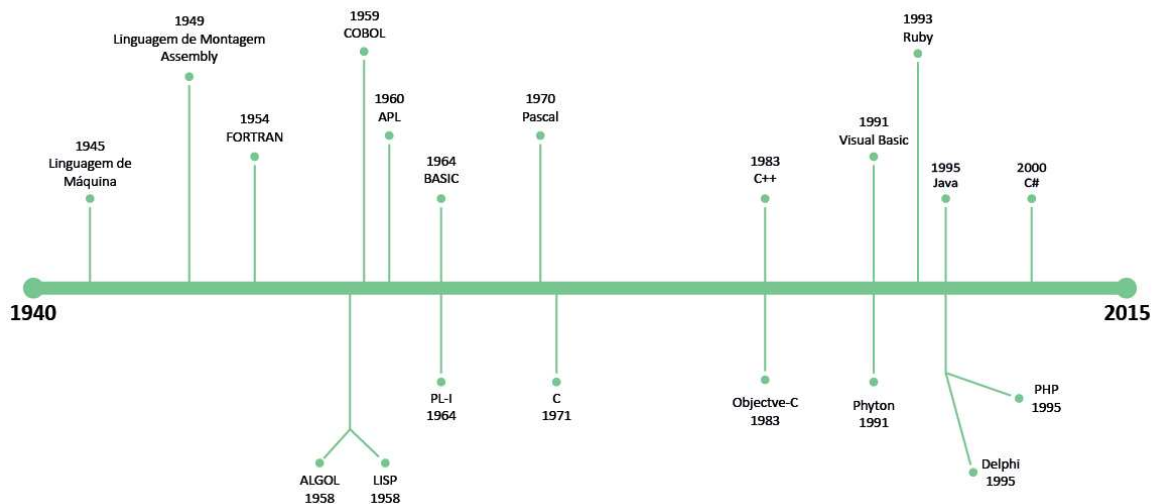 1945
Linguagem de
Máquina
1949
Linguagem de Montagem
Assembly
1954
FORTRAN
1959
COBOL
1960
APL
1964
BASIC
1970
Pascal
1983
C++
1991
Visual Basic
1993
Ruby
1995
Java
2000
C#
1940
2015
ALGOL
1958
LISP
1958
PL-I
1964
C
1971
Objectve-C
1983
Phyton
1991
Delphi
1995
PHP
1995